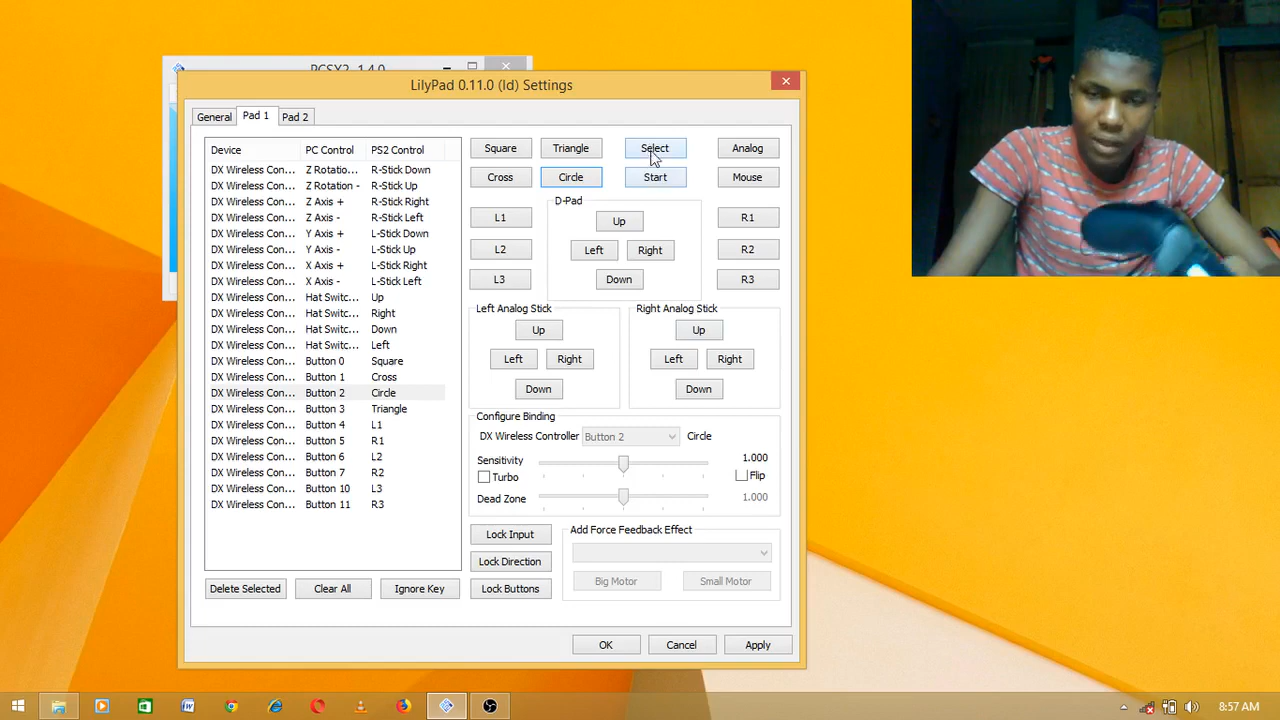 PCSX2 1.4.0
LilyPad 0.11.0 (ld) Settings
General
Pad 1
Pad 2
Device PC Control PS2 Control
DX Wireless Con... Z Rotatio... R-Stick Down
DX Wireless Con... Z Rotation - R-Stick Up
DX Wireless Con... Z Axis + R-Stick Right
DX Wireless Con... Z Axis - R-Stick Left
DX Wireless Con... Y Axis + L-Stick Down
DX Wireless Con... Y Axis - L-Stick Up
DX Wireless Con... X Axis + L-Stick Right
DX Wireless Con... X Axis - L-Stick Left
DX Wireless Con... Hat Switc... Up
DX Wireless Con... Hat Switc... Right
DX Wireless Con... Hat Switc... Down
DX Wireless Con... Hat Switc... Left
DX Wireless Con... Button 0 Square
DX Wireless Con... Button 1 Cross
DX Wireless Con... Button 2 Circle
DX Wireless Con... Button 3 Triangle
DX Wireless Con... Button 4 L1
DX Wireless Con... Button 5 R1
DX Wireless Con... Button 6 L2
DX Wireless Con... Button 7 R2
DX Wireless Con... Button 10 L3
DX Wireless Con... Button 11 R3
Delete Selected
Clear All
Ignore Key
Square Triangle Select Analog
Cross Circle Start Mouse
D-Pad
L1 Up R1
L2 Left Right R2
L3 Down R3
Left Analog Stick
Up
Left Right
Down
Right Analog Stick
Up
Left Right
Down
Configure Binding
DX Wireless Controller Button 2 Circle
Sensitivity 1.000
Turbo Flip
Dead Zone 1.000
Lock Input
Lock Direction
Lock Buttons
Add Force Feedback Effect
Big Motor Small Motor
OK Cancel Apply
8:57 AM